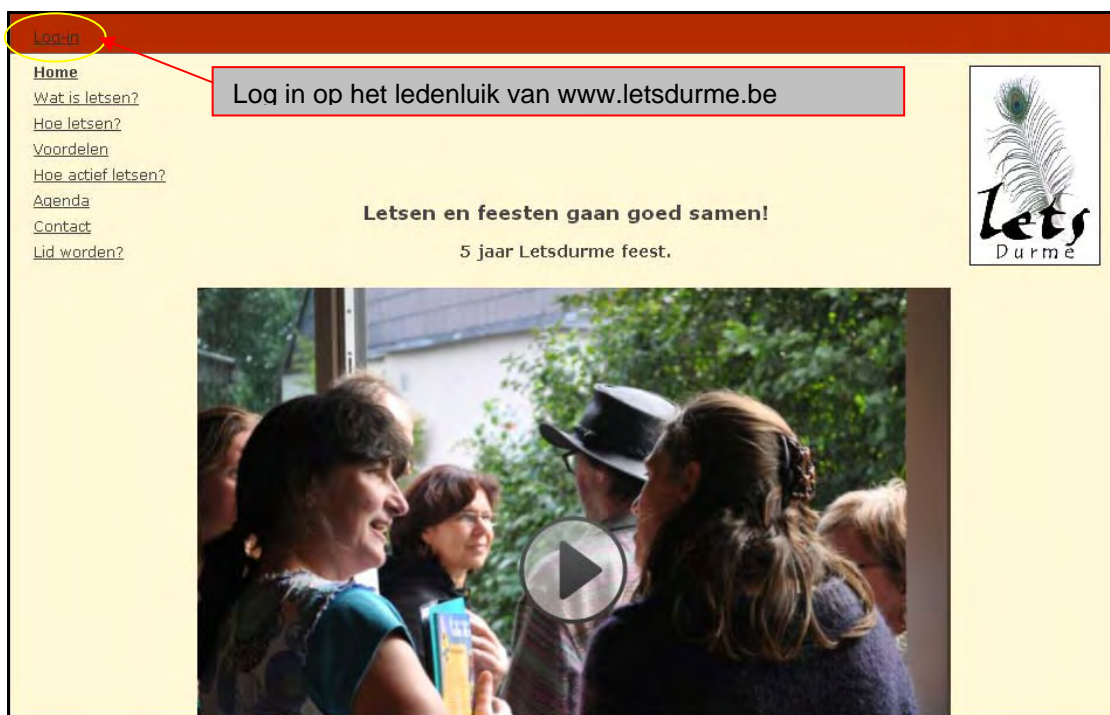 Log-in
Home
Wat is letsen?
Hoe letsen?
Voordelen
Hoe actief letsen?
Agenda
Contact
Lid worden?
Log in op het ledenluik van www.letsdurme.be
lets
Durme
Letsen en feesten gaan goed samen!
5 jaar Letsdurme feest.